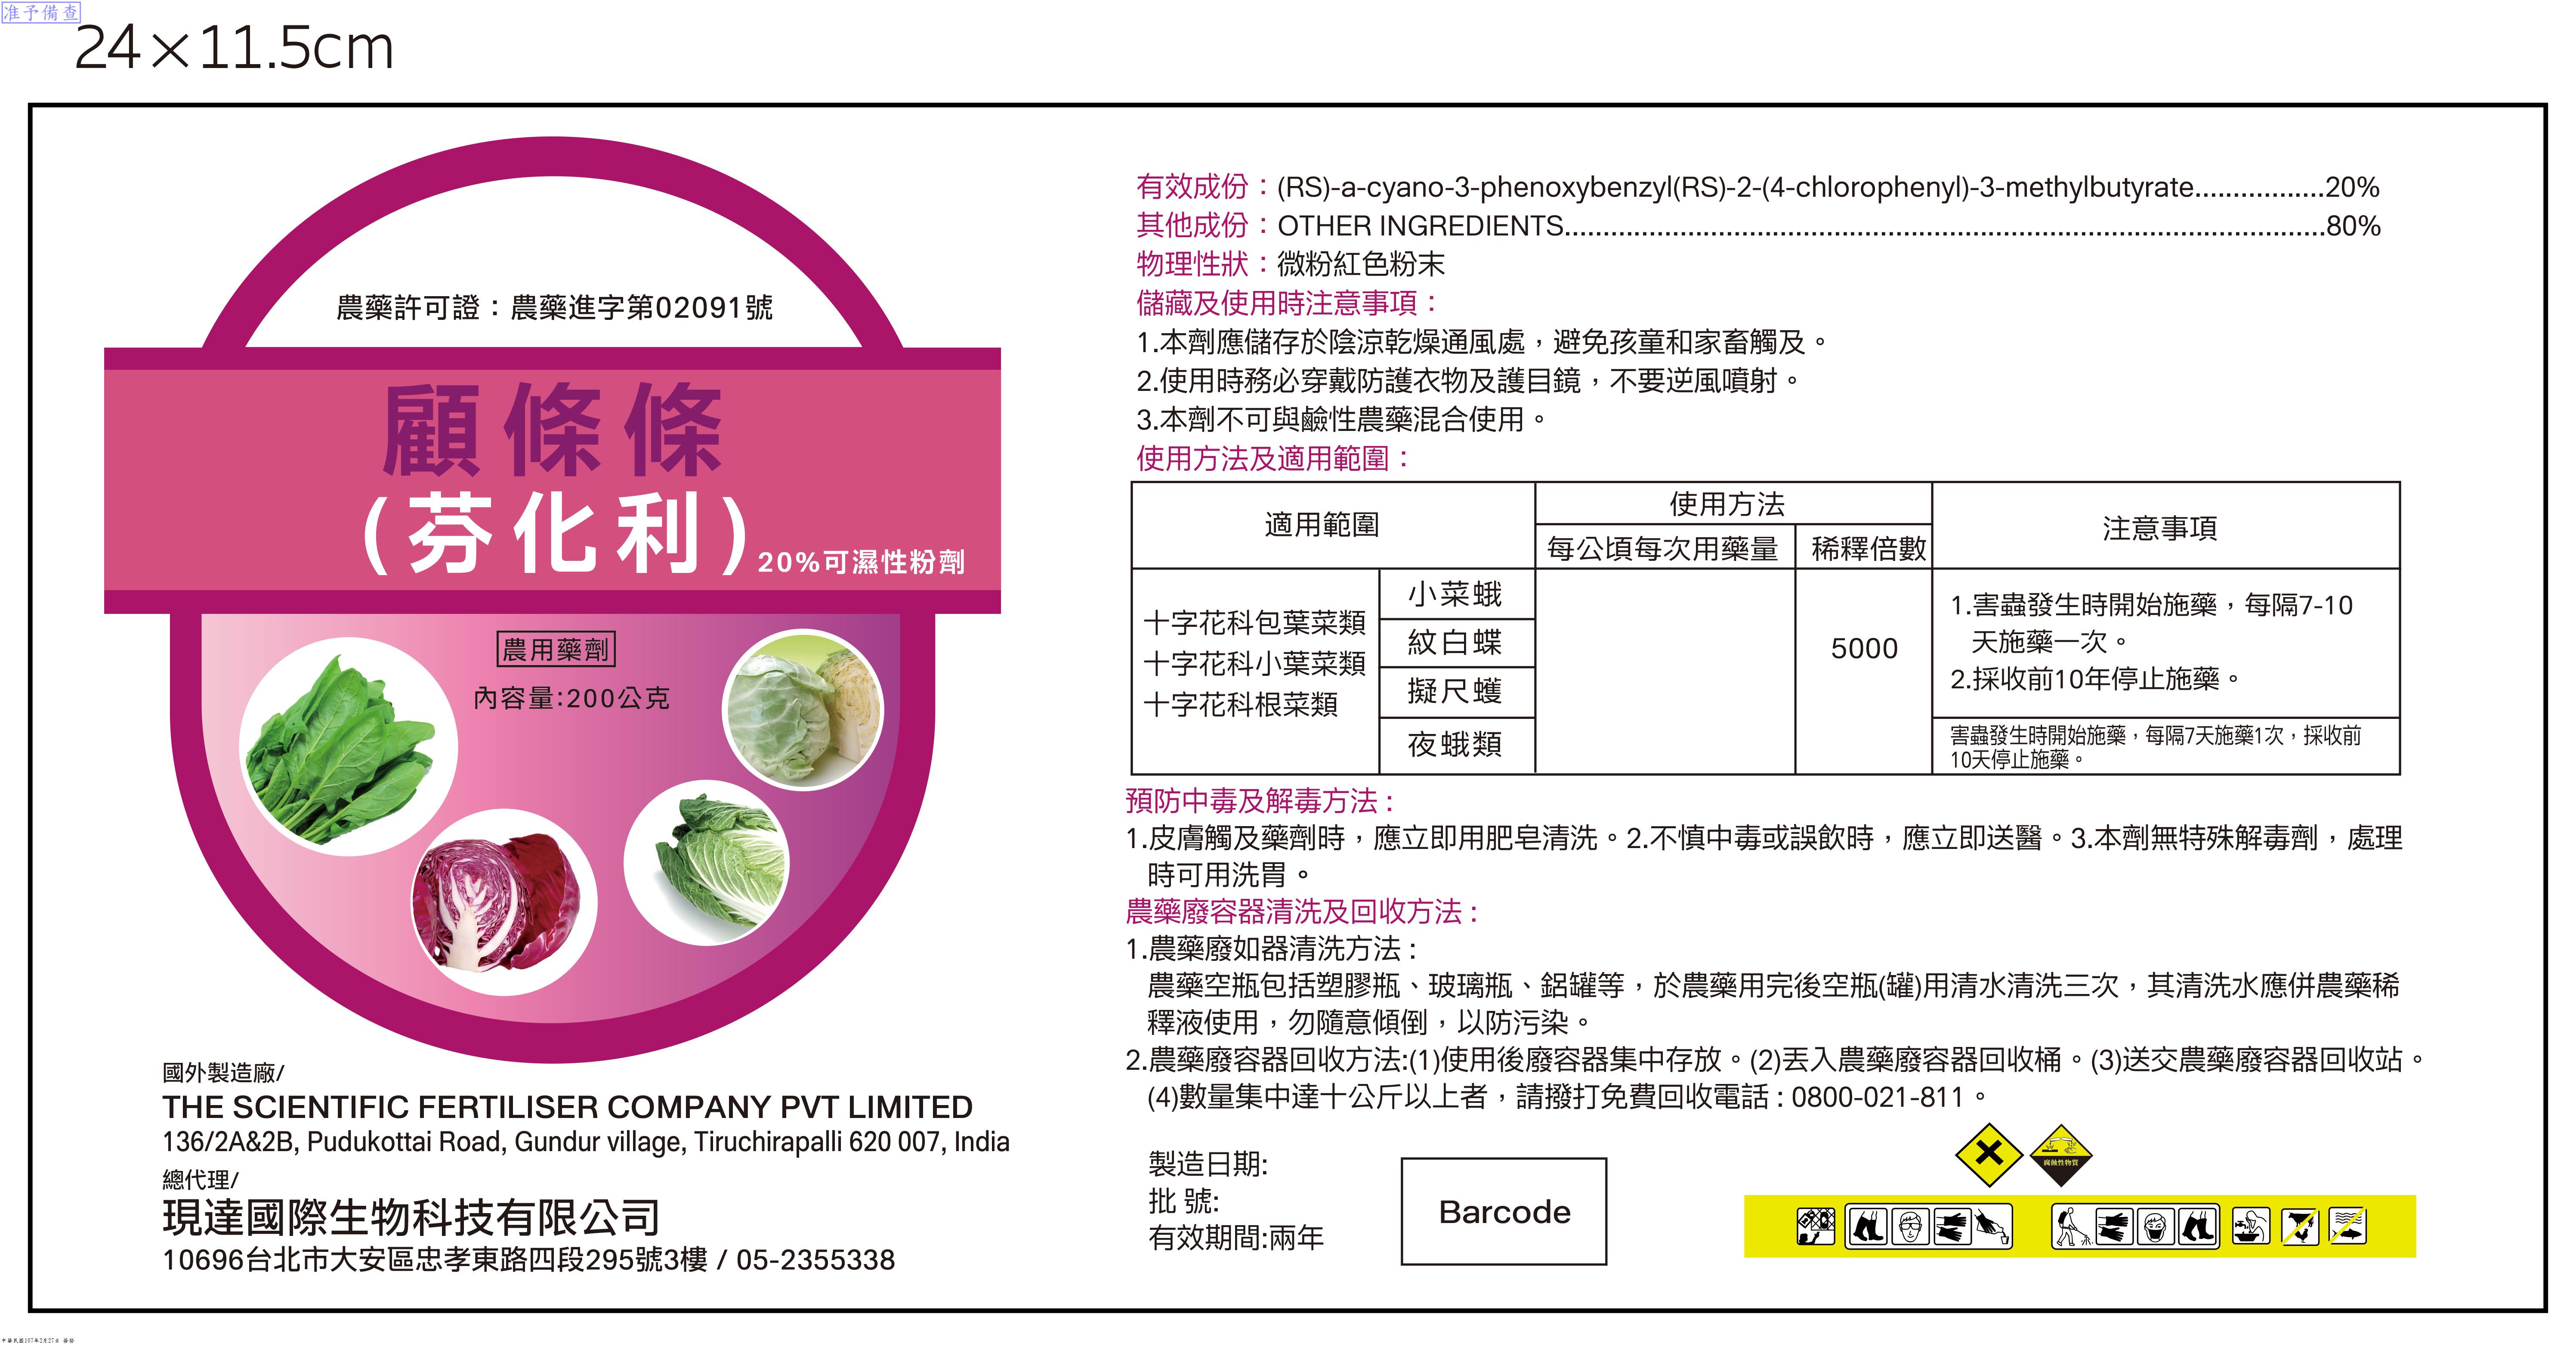 准予備查
24×11.5cm
農藥許可證：農藥進字第02091號
顧條條
(芬化利)20%可濕性粉劑
農用藥劑
內容量:200公克
國外製造廠/
THE SCIENTIFIC FERTILISER COMPANY PVT LIMITED
136/2A&2B, Pudukottai Road, Gundur village, Tiruchirapalli 620 007, India
總代理/
現達國際生物科技有限公司
10696台北市大安區忠孝東路四段295號3樓 / 05-2355338
有效成份：(RS)-a-cyano-3-phenoxybenzyl(RS)-2-(4-chlorophenyl)-3-methylbutyrate.................20%
其他成份：OTHER INGREDIENTS....................................................................................................80%
物理性狀：微粉紅色粉末
儲藏及使用時注意事項：
1.本劑應儲存於陰涼乾燥通風處，避免孩童和家畜觸及。
2.使用時務必穿戴防護衣物及護目鏡，不要逆風噴射。
3.本劑不可與鹼性農藥混合使用。
使用方法及適用範圍：
適用範圍
使用方法
注意事項
每公頃每次用藥量
稀釋倍數
十字花科包葉菜類
十字花科小葉菜類
十字花科根菜類
小菜蛾
紋白蝶
擬尺蠖
夜蛾類
5000
1.害蟲發生時開始施藥，每隔7-10
天施藥一次。
2.採收前10年停止施藥。
害蟲發生時開始施藥，每隔7天施藥1次，採收前
10天停止施藥。
預防中毒及解毒方法 :
1.皮膚觸及藥劑時，應立即用肥皂清洗。2.不慎中毒或誤飲時，應立即送醫。3.本劑無特殊解毒劑，處理
時可用洗胃。
農藥廢容器清洗及回收方法 :
1.農藥廢如器清洗方法 :
農藥空瓶包括塑膠瓶、玻璃瓶、鋁罐等，於農藥用完後空瓶(罐)用清水清洗三次，其清洗水應併農藥稀
釋液使用，勿隨意傾倒，以防污染。
2.農藥廢容器回收方法:(1)使用後廢容器集中存放。(2)丟入農藥廢容器回收桶。(3)送交農藥廢容器回收站。
(4)數量集中達十公斤以上者，請撥打免費回收電話 : 0800-021-811。
製造日期:
批 號:
有效期間:兩年
Barcode
腐蝕性物質
中華民國107年2月27日